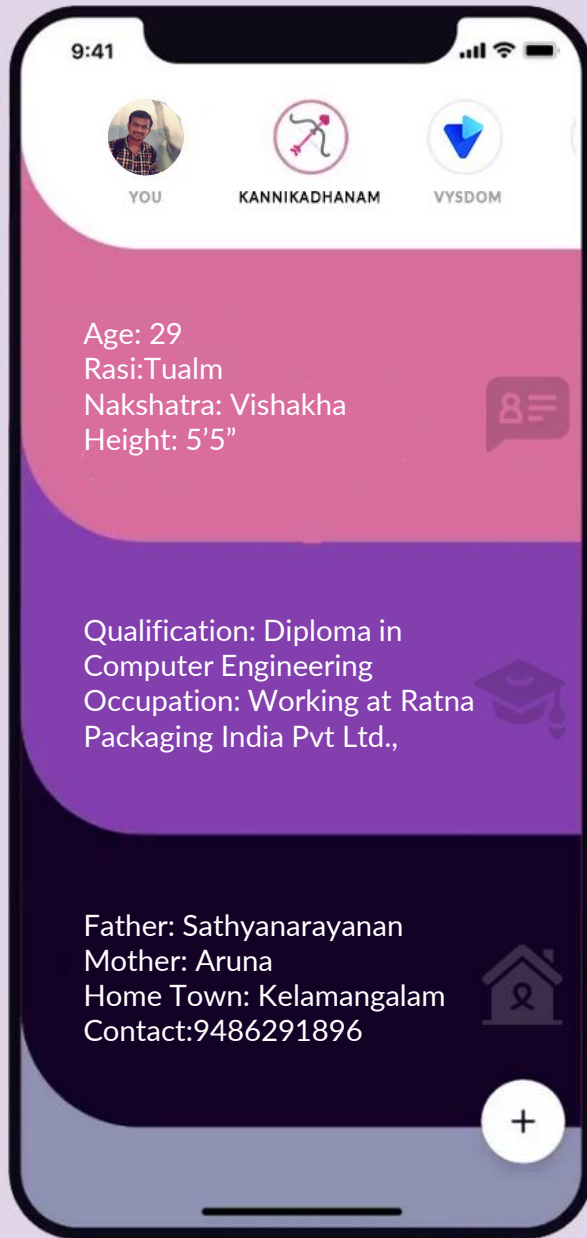 9:41
YOU
KANNIKADHANAM
VYSDOM
Age: 29
Rasi:Tualm
Nakshatra: Vishakha
Height: 5’5”
Qualification: Diploma in
Computer Engineering
Occupation: Working at Ratna
Packaging India Pvt Ltd.,
Father: Sathyanarayanan
Mother: Aruna
Home Town: Kelamangalam
Contact:9486291896